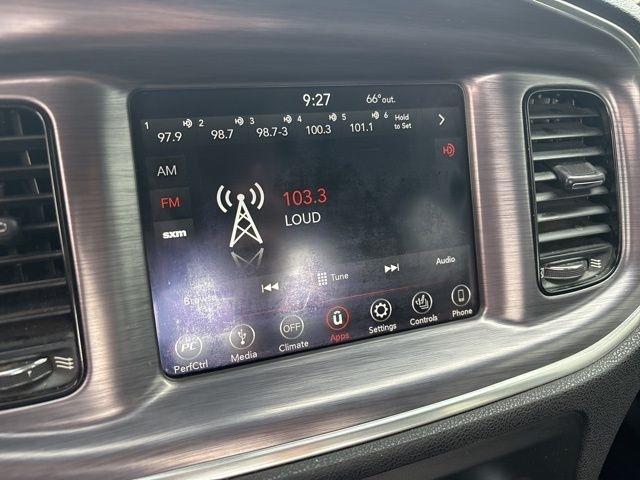 9:27 66° out.
1 97.9 2 98.7 3 98.7-3 4 100.3 5 101.1 6 Hold to Set
AM
FM
sxm
103.3
LOUD
Browse Tune Audio
PC OFF
PerfCtrl Media Climate Apps Settings Controls Phone